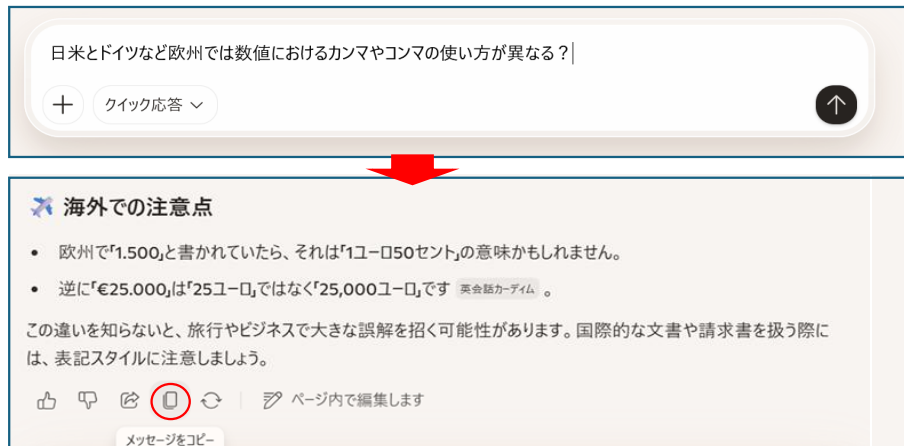 日米とドイツなど欧州では数値におけるカンマやコンマの使い方が異なる？
クイック応答
海外での注意点
• 欧州で「1.500」と書かれていたら、それは「1ユーロ50セント」の意味かもしれません。
• 逆に「€25.000」は「25ユーロ」ではなく「25,000ユーロ」です 英会話カーディム 。
この違いを知らないと、旅行やビジネスで大きな誤解を招く可能性があります。国際的な文書や請求書を扱う際に
は、表記スタイルに注意しましょう。
ページ内で編集します
メッセージをコピー